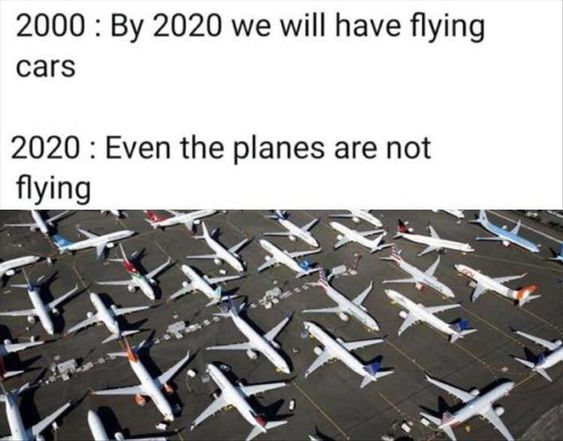 2000 : By 2020 we will have flying
cars
2020 : Even the planes are not
flying